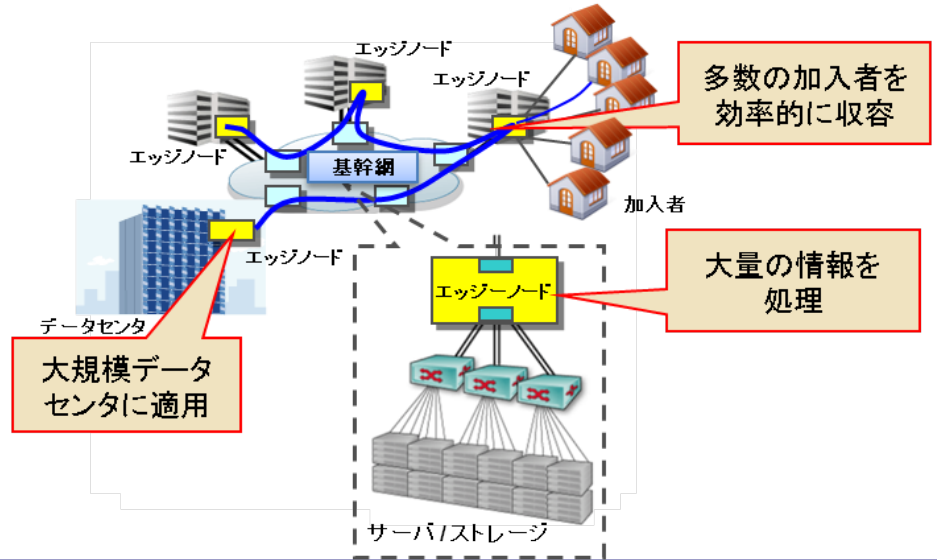 エッジノード
エッジノード
多数の加入者を
効率的に収容
エッジノード
基幹網
加入者
エッジノード
大量の情報を
処理
エッジーノード
データセンタ
大規模データ
センタに適用
サーバ/ストレージ